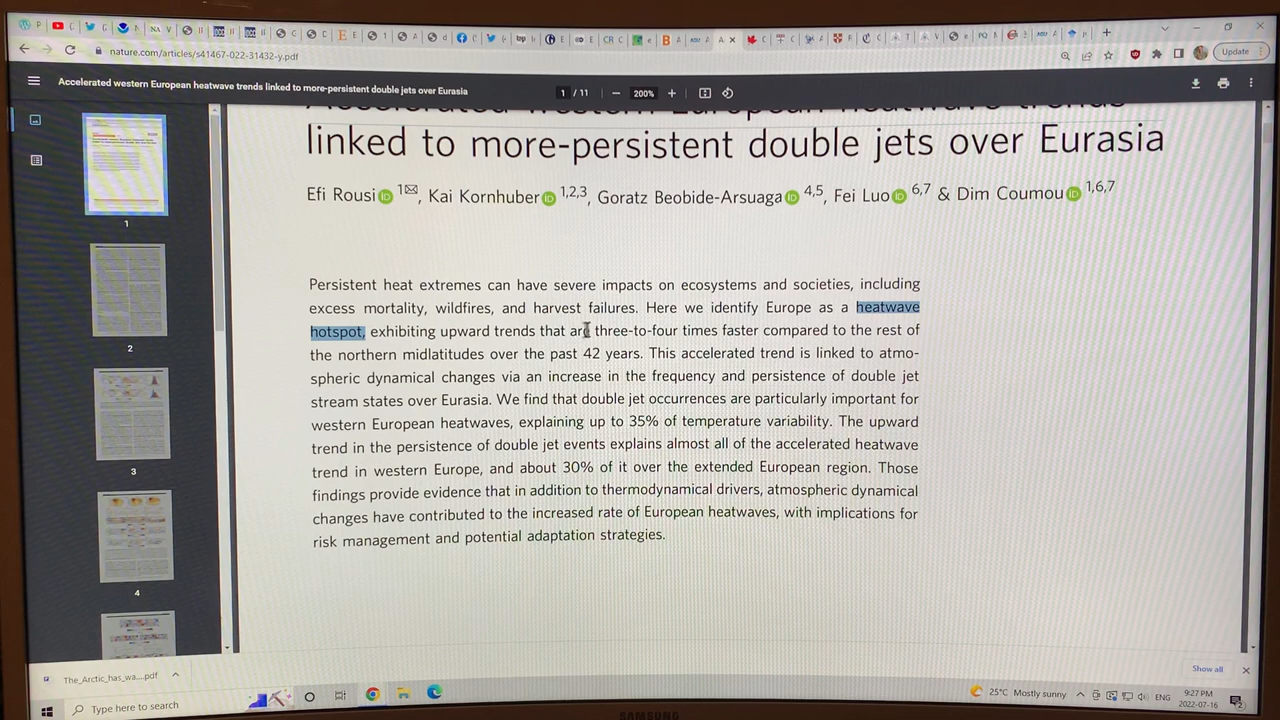 nature.com/articles/s41467-022-31432-y.pdf
Update
Accelerated western European heatwave trends linked to more-persistent double jets over Eurasia
1 / 11
200%
linked to more-persistent double jets over Eurasia
Efi Rousi 1, Kai Kornhuber 1,2,3, Goratz Beobide-Arsuaga 4,5, Fei Luo 6,7 & Dim Coumou 1,6,7
Persistent heat extremes can have severe impacts on ecosystems and societies, including
excess mortality, wildfires, and harvest failures. Here we identify Europe as a heatwave
hotspot, exhibiting upward trends that are three-to-four times faster compared to the rest of
the northern midlatitudes over the past 42 years. This accelerated trend is linked to atmo-
spheric dynamical changes via an increase in the frequency and persistence of double jet
stream states over Eurasia. We find that double jet occurrences are particularly important for
western European heatwaves, explaining up to 35% of temperature variability. The upward
trend in the persistence of double jet events explains almost all of the accelerated heatwave
trend in western Europe, and about 30% of it over the extended European region. Those
findings provide evidence that in addition to thermodynamical drivers, atmospheric dynamical
changes have contributed to the increased rate of European heatwaves, with implications for
risk management and potential adaptation strategies.
1
2
3
4
The_Arctic_has_wa....pdf
Show all
Type here to search
25°C Mostly sunny
ENG
9:27 PM
2022-07-16
SAMSUNG